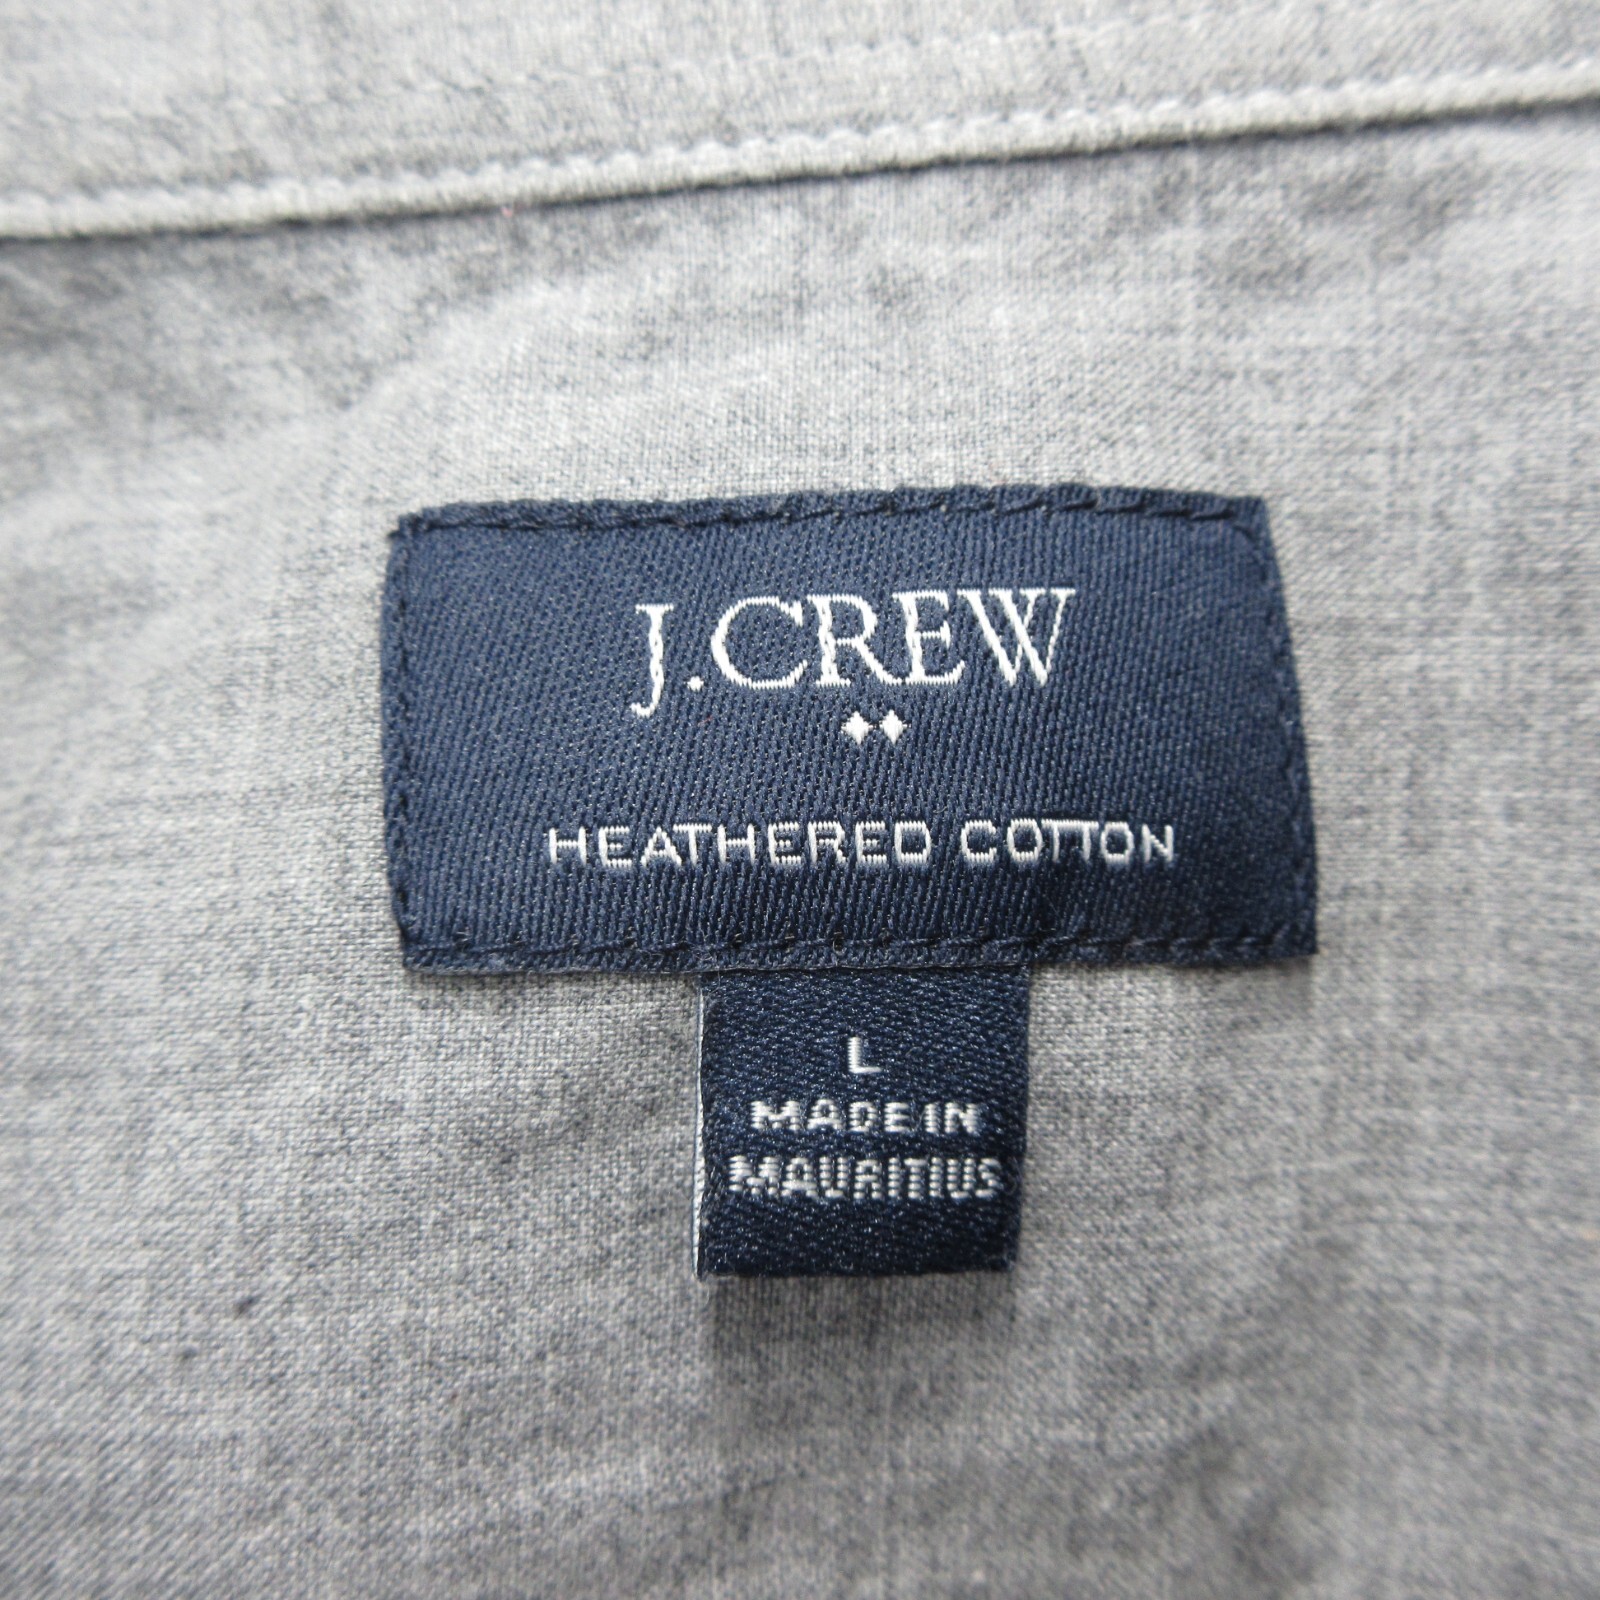 J.CREW
HEATHERED COTTON
L
MADE IN
MAURITIUS